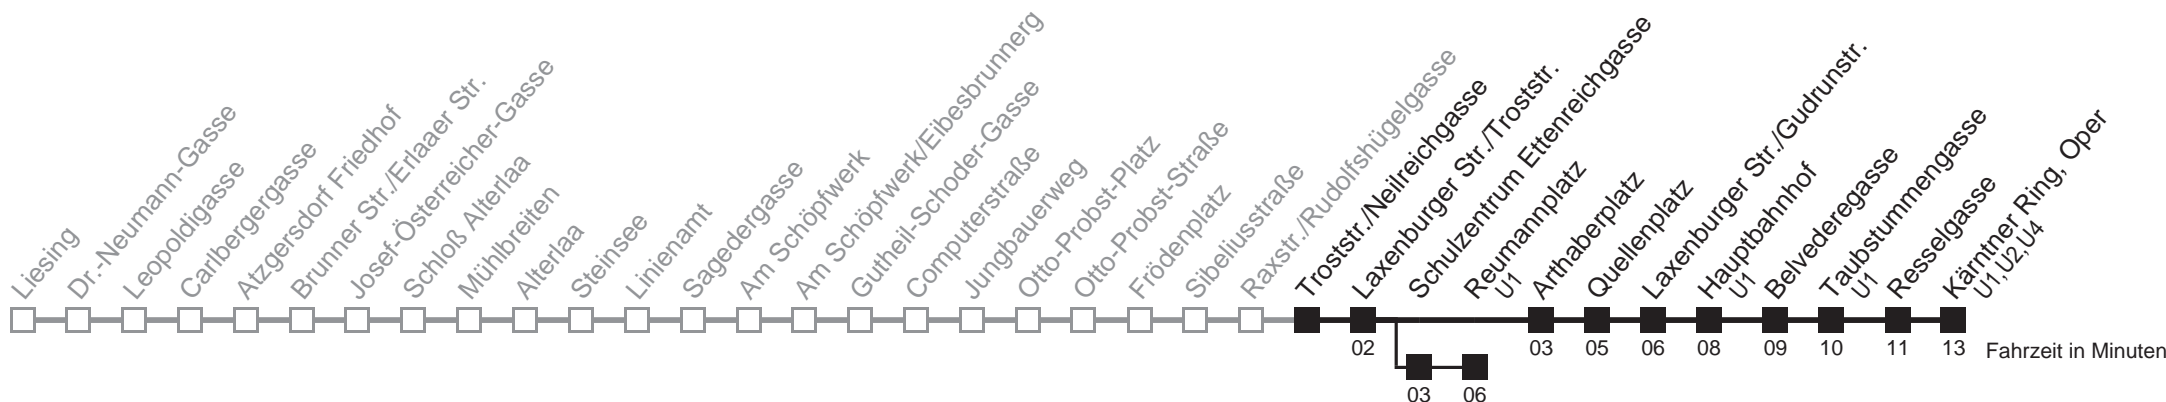 Liesing
Dr.-Neumann-Gasse
Leopoldigasse
Carlbergergasse
Atzgersdorf Friedhof
Brunner Str./Erlaaer Str.
Josef-Österreicher-Gasse
Schloß Alterlaa
Mühlbreiten
Alterlaa
Steinsee
Linienamt
Sagedergasse
Am Schöpfwerk
Am Schöpfwerk/Eibesbrunnerg
Gutheil-Schoder-Gasse
Computerstraße
Jungbauerweg
Otto-Probst-Platz
Otto-Probst-Straße
Frödenplatz
Sibeliusstraße
Raxstr./Rudolfshügelgasse
Troststr./Neilreichgasse
Laxenburger Str./Troststr.
Schulzentrum Ettenreichgasse
Reumannplatz
U1
Arthaberplatz
Quellenplatz
Laxenburger Str./Gudrunstr.
Hauptbahnhof
U1
Belvederegasse
Taubstummengasse
U1
Resselgasse
Kärntner Ring, Oper
U1,U2,U4
02
03
05
06
08
09
10
11
13
Fahrzeit in Minuten
03
06